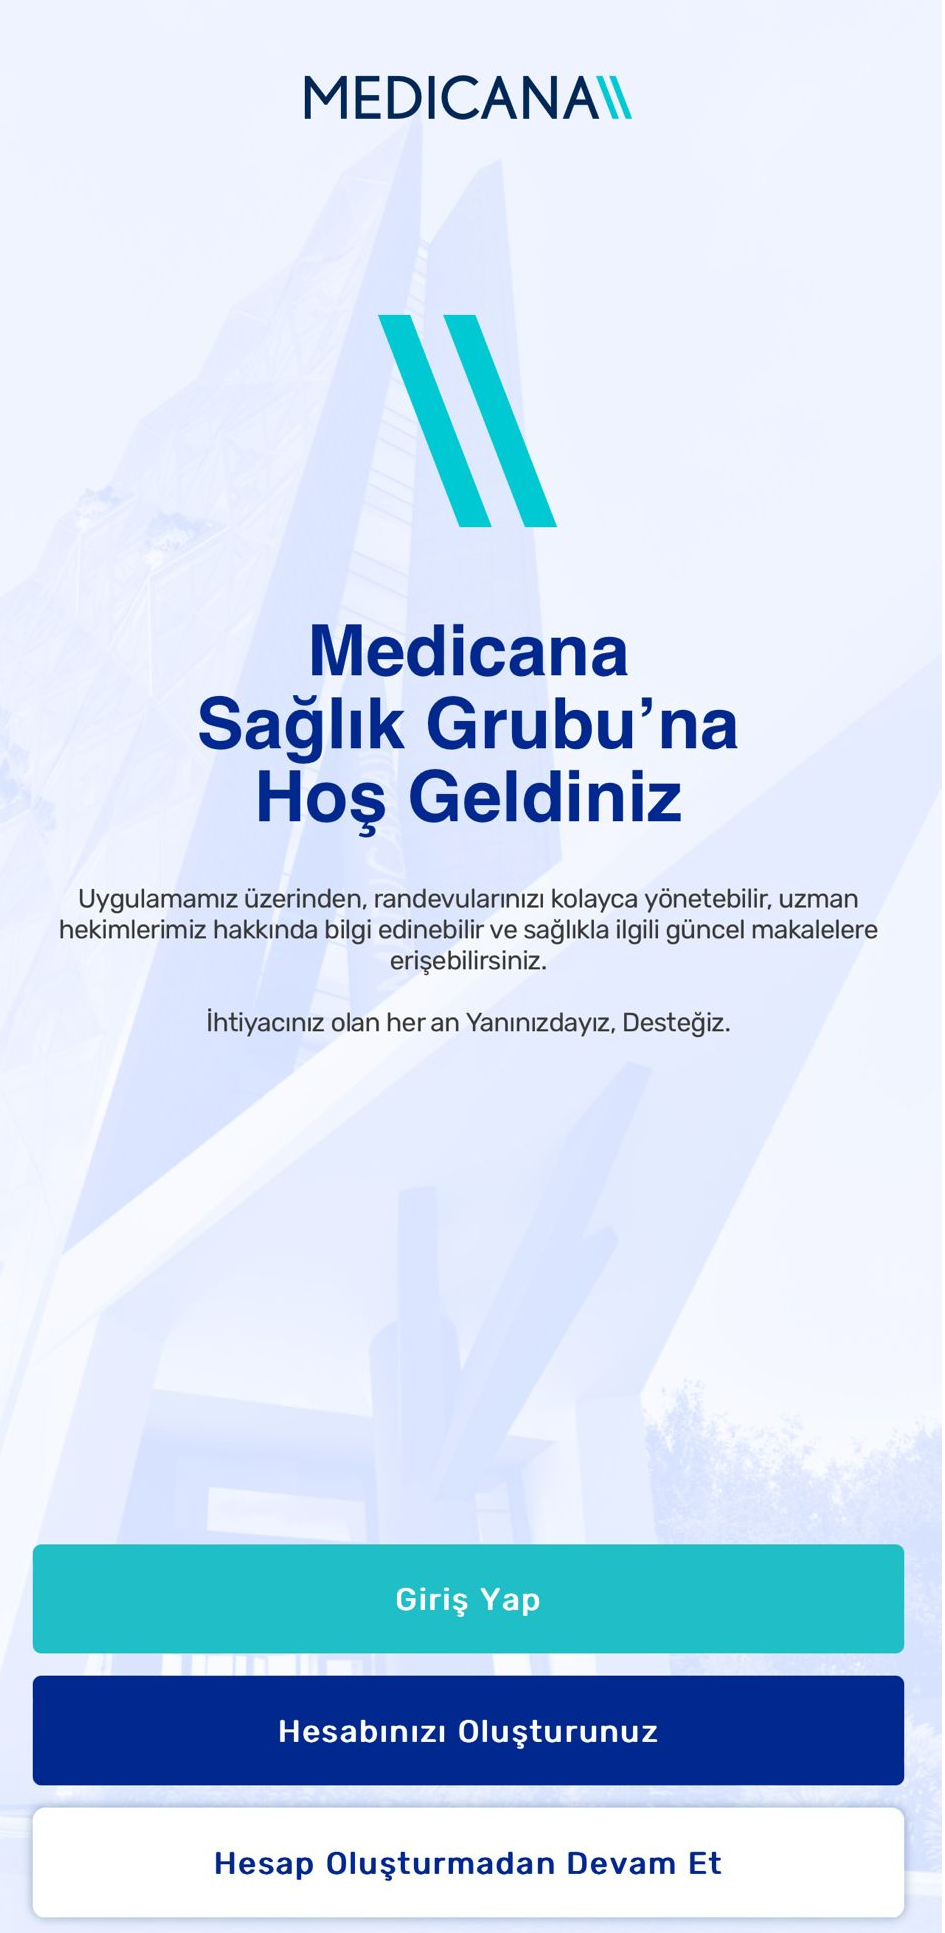 MEDICANA
Medicana
Sağlık Grubu’na
Hoş Geldiniz
Uygulamamız üzerinden, randevularınızı kolayca yönetebilir, uzman
hekimlerimiz hakkında bilgi edinebilir ve sağlıkla ilgili güncel makalelere
erişebilirsiniz.
İhtiyacınız olan her an Yanınızdayız, Desteğiz.
Giriş Yap
Hesabınızı Oluşturunuz
Hesap Oluşturmadan Devam Et